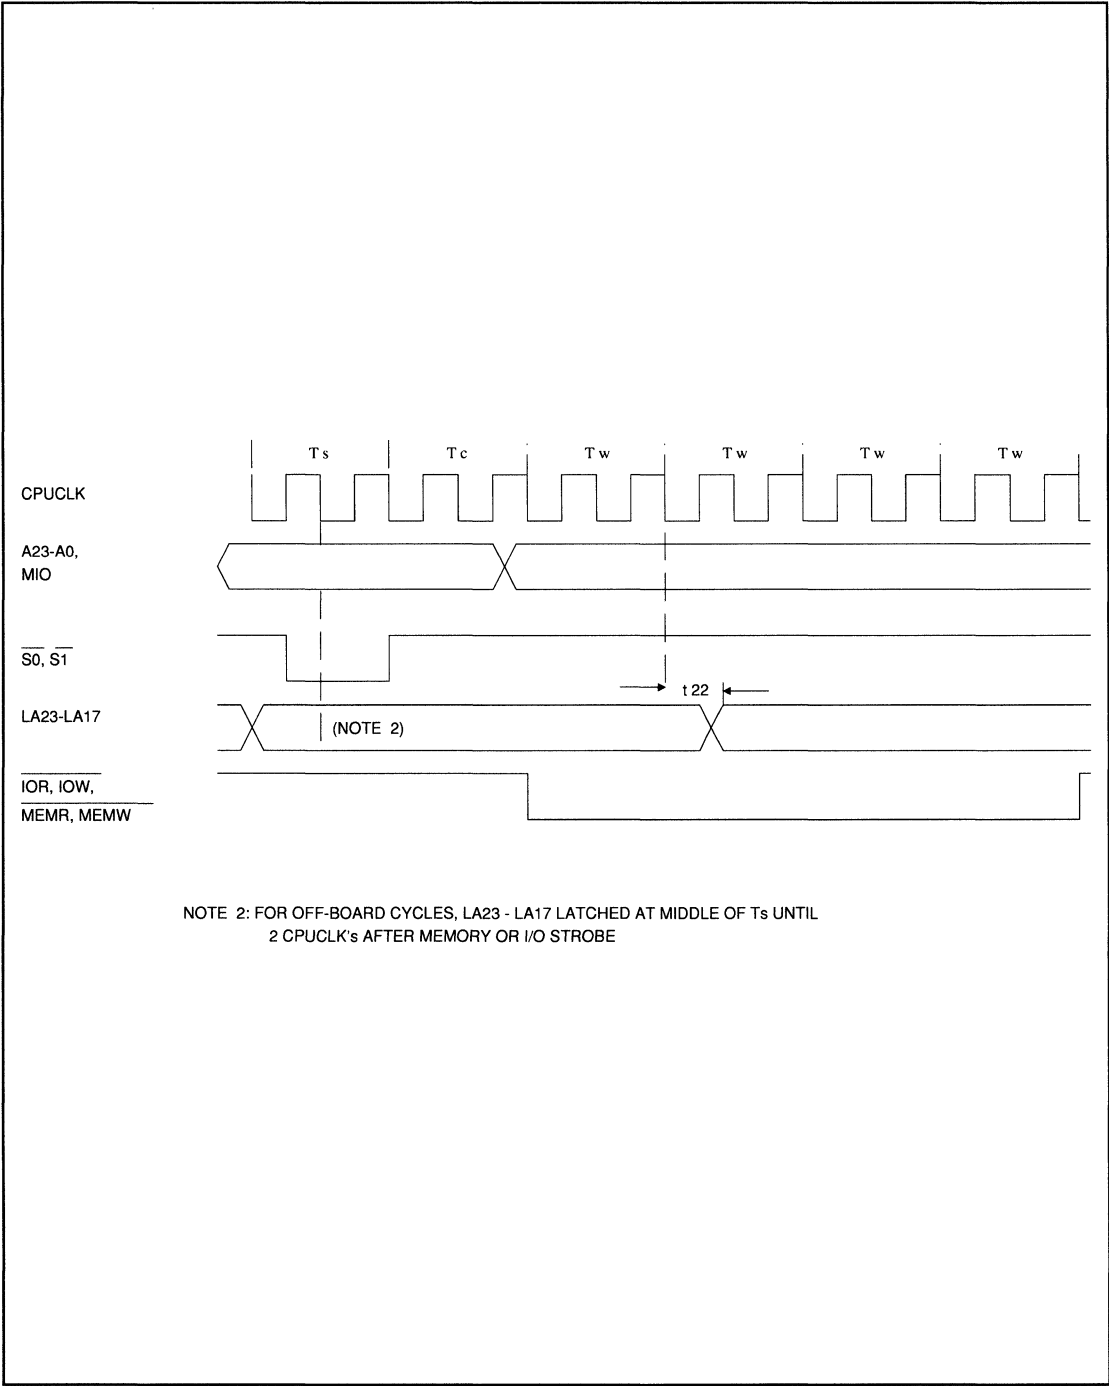 Ts Tc Tw Tw Tw Tw
CPUCLK
A23-A0,
MIO
S0, S1
t 22
LA23-LA17
(NOTE 2)
IOR, IOW,
MEMR, MEMW
NOTE 2: FOR OFF-BOARD CYCLES, LA23 - LA17 LATCHED AT MIDDLE OF Ts UNTIL
2 CPUCLK's AFTER MEMORY OR I/O STROBE